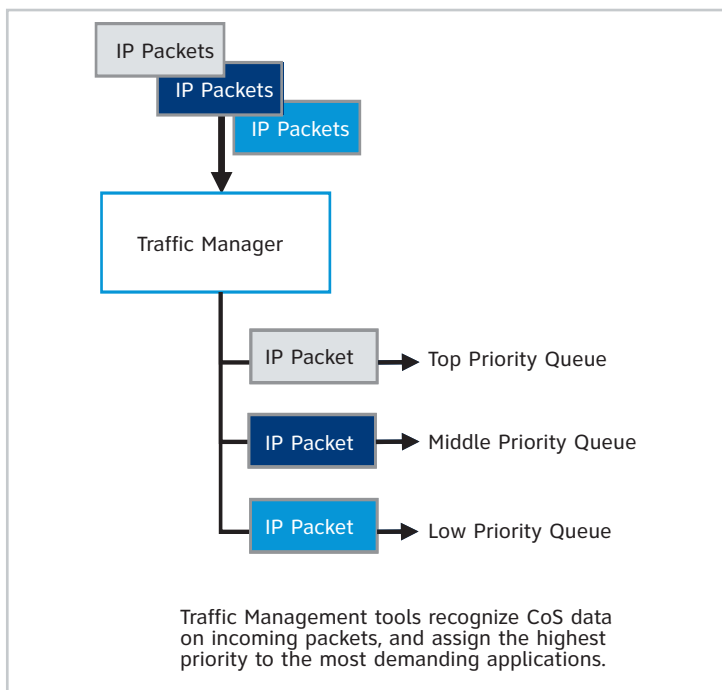 IP Packets
IP Packets
IP Packets
Traffic Manager
IP Packet
Top Priority Queue
IP Packet
Middle Priority Queue
IP Packet
Low Priority Queue
Traffic Management tools recognize CoS data
on incoming packets, and assign the highest
priority to the most demanding applications.